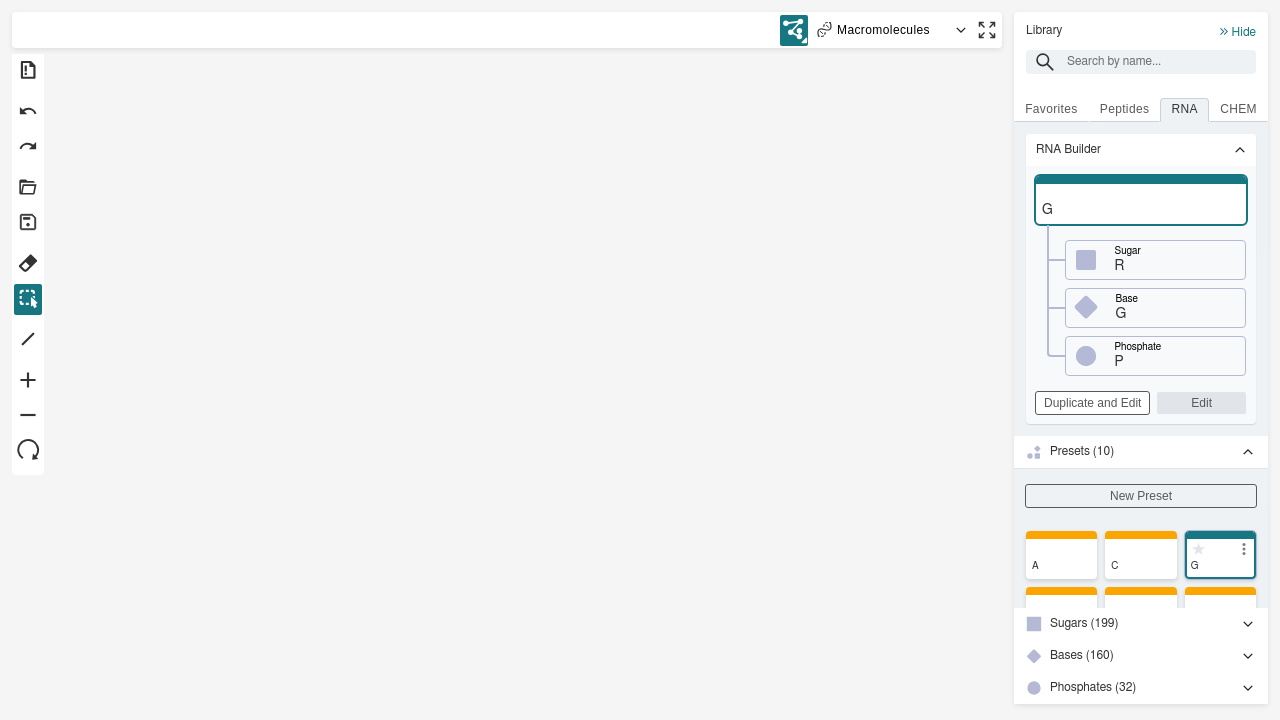 Macromolecules
Library
Hide
Search by name...
Favorites
Peptides
RNA
CHEM
RNA Builder
G
Sugar
R
Base
G
Phosphate
P
Duplicate and Edit
Edit
Presets (10)
New Preset
A
C
G
Sugars (199)
Bases (160)
Phosphates (32)